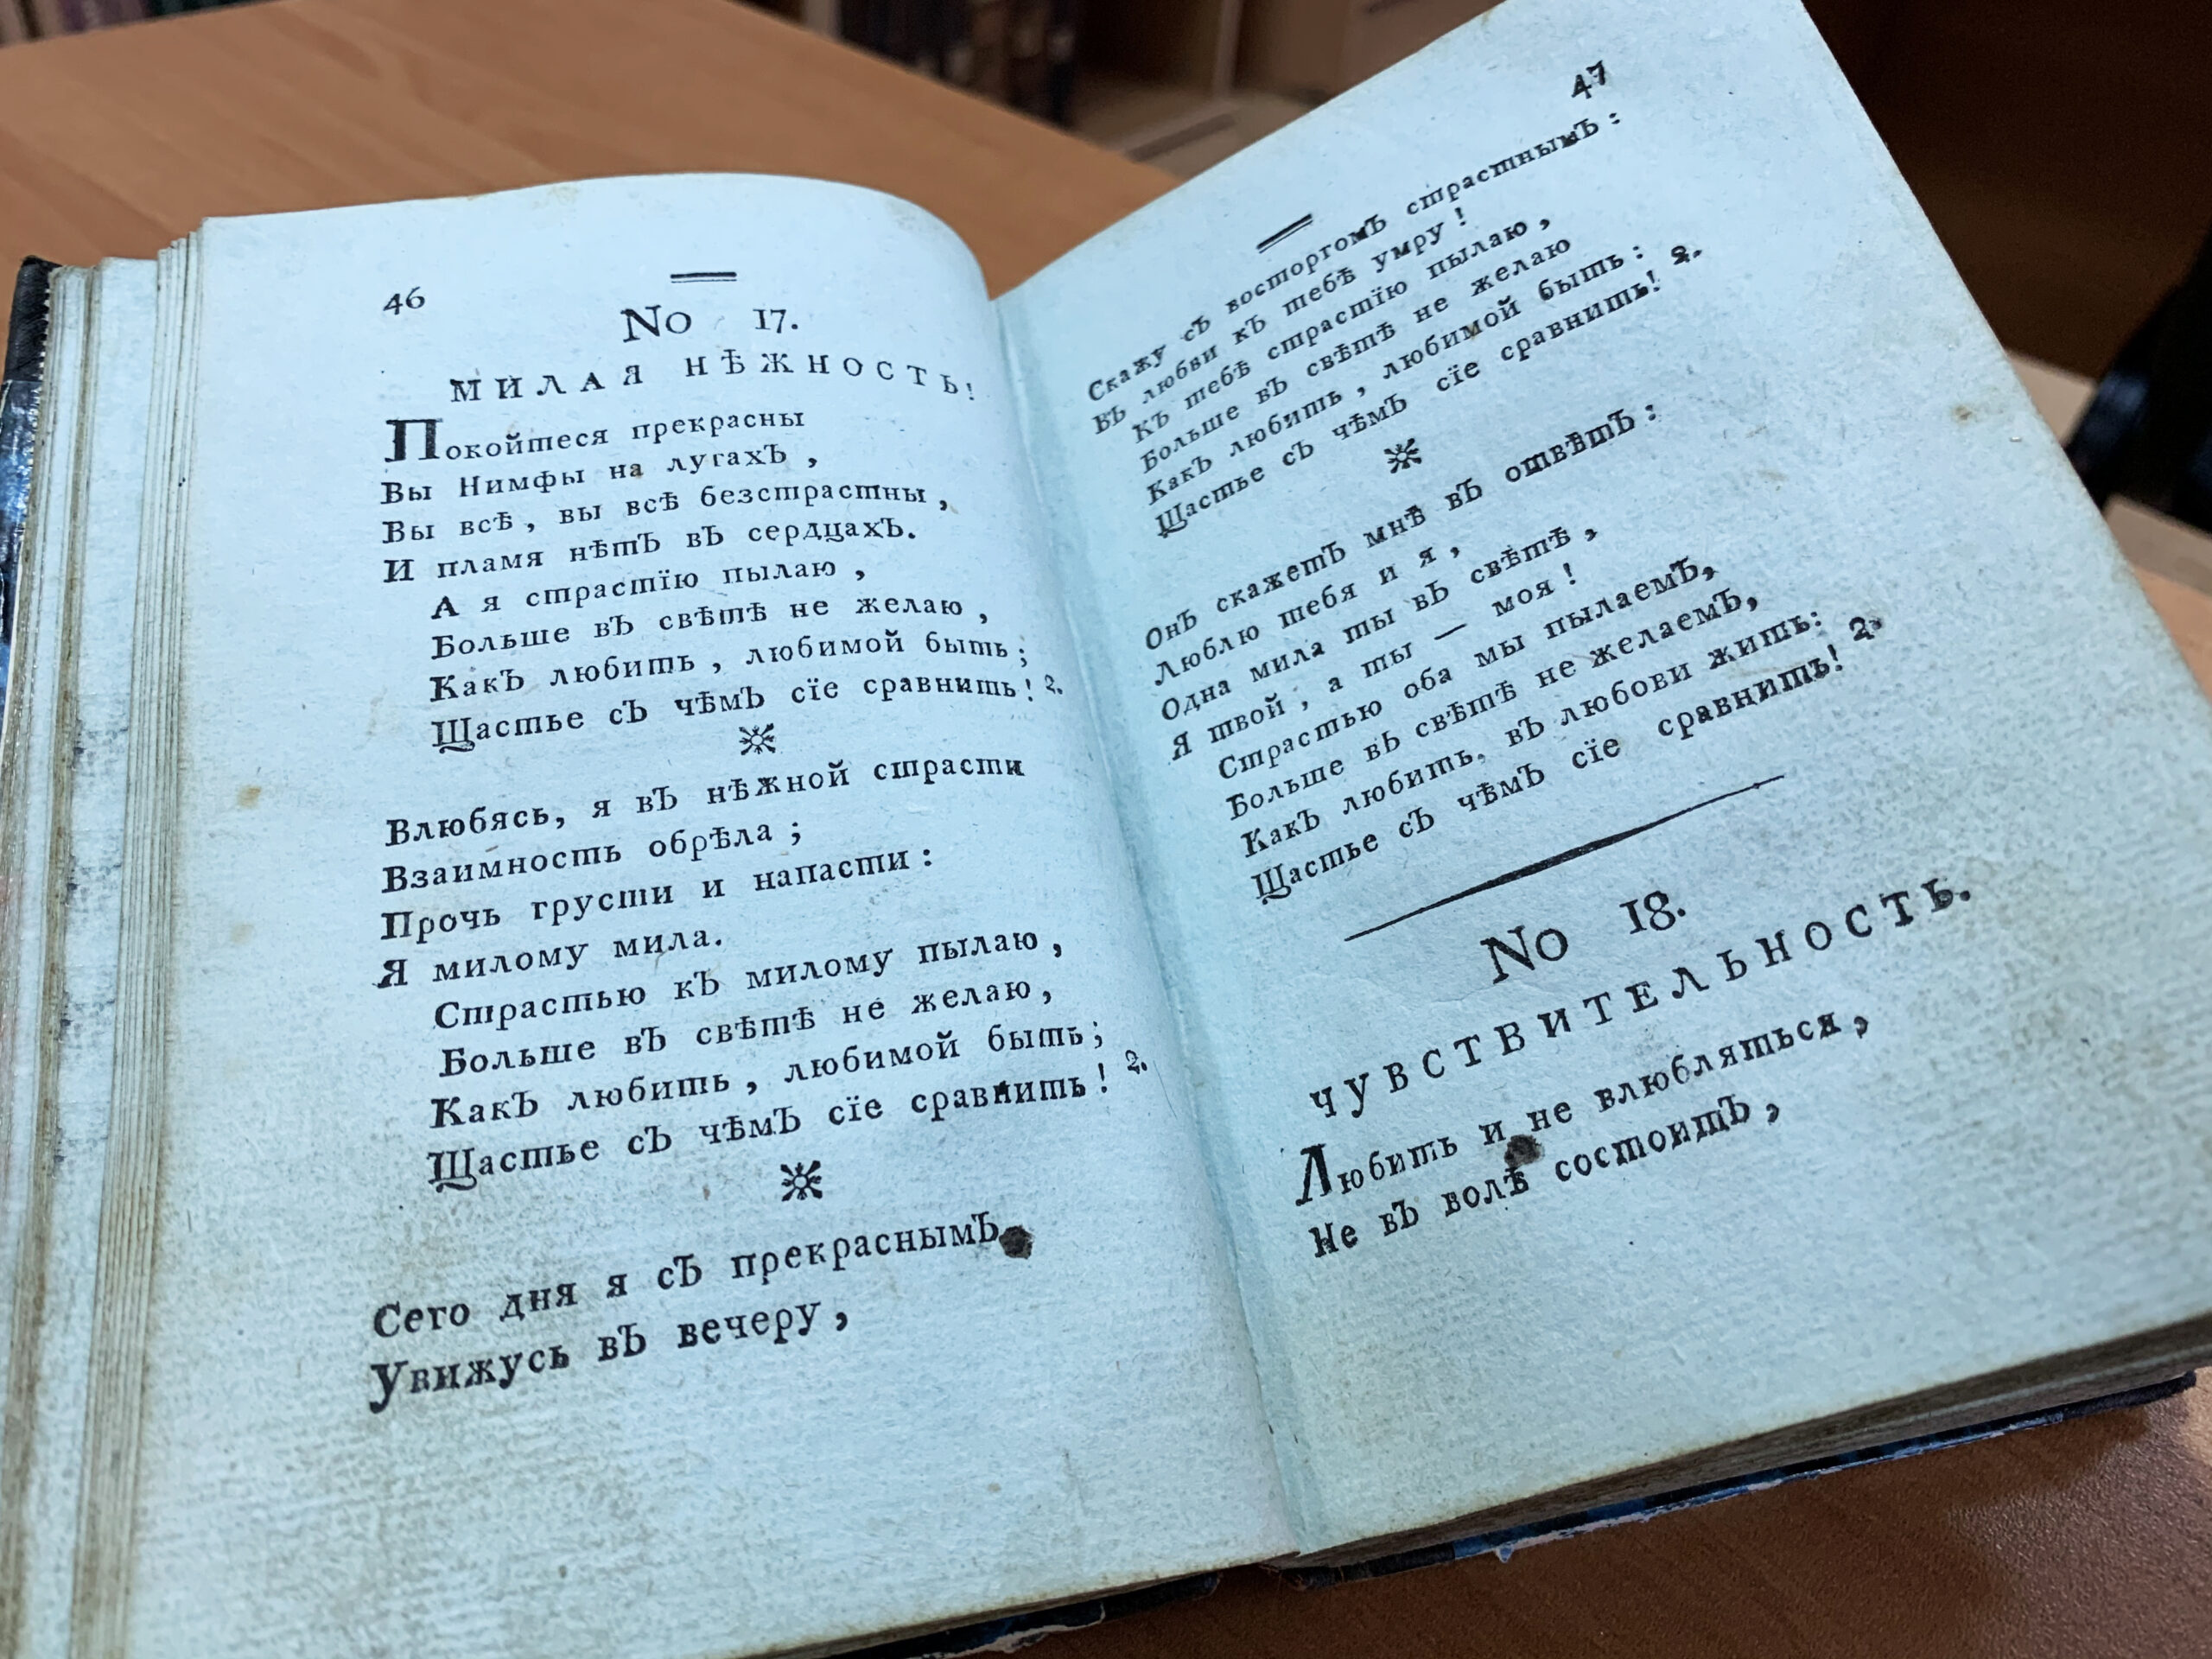 46
No 17.
МИЛАЯ НѢЖНОСТЬ!
Покойтеся прекрасны
Вы Нимфы на лугахъ,
Вы всѣ, вы всѣ безстрастны,
И пламя нѣтъ въ сердцахъ.
А я страстїю пылаю,
Больше въ свѣтѣ не желаю,
Какъ любить, любимой быть;
Щастье съ чѣмъ сїе сравнить! 2.
Влюбясь, я въ нѣжной страсти
Взаимность обрѣла;
Прочь грусти и напасти:
Я милому мила.
Страстью къ милому пылаю,
Больше въ свѣтѣ не желаю,
Какъ любить, любимой быть;
Щастье съ чѣмъ сїе сравнить! 2.
Сего дня я съ прекраснымъ
Увижусь въ вечеру,
47
Скажу съ восторгомъ страстнымъ:
Въ любви къ тебѣ умру!
Къ тебѣ страстїю пылаю,
Больше въ свѣтѣ не желаю
Какъ любить, любимой быть:
Щастье съ чѣмъ сїе сравнить! 2.
Онъ скажетъ мнѣ въ отвѣтъ:
Люблю тебя и я,
Одна мила ты въ свѣтѣ,
Я твой, а ты — моя!
Страстью оба мы пылаемъ,
Больше въ свѣтѣ не желаемъ,
Какъ любить, въ любови жить:
Щастье съ чѣмъ сїе сравнить! 2.
No 18.
ЧУВСТВИТЕЛЬНОСТЬ.
Любить и не влюбляться,
Не въ волѣ состоитъ,